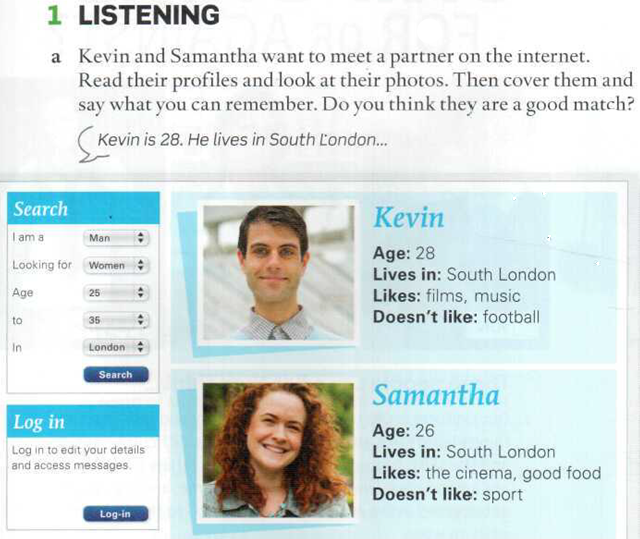 1 LISTENING
a Kevin and Samantha want to meet a partner on the internet.
Read their profiles and look at their photos. Then cover them and
say what you can remember. Do you think they are a good match?
Kevin is 28. He lives in South London...
Search
I am a Man
Looking for Women
Age 25
to 35
In London
Search
Log in
Log in to edit your details
and access messages.
Log-in
Kevin
Age: 28
Lives in: South London
Likes: films, music
Doesn't like: football
Samantha
Age: 26
Lives in: South London
Likes: the cinema, good food
Doesn't like: sport